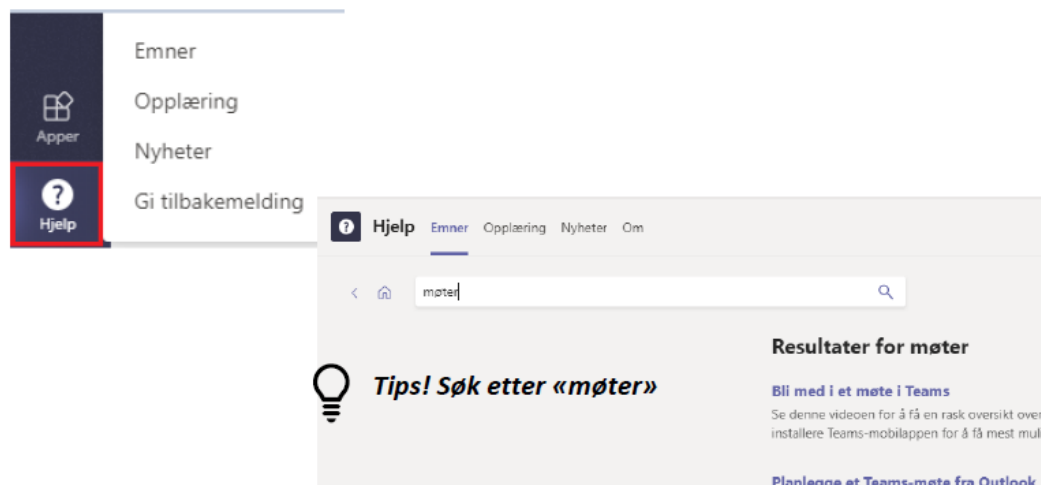 Emner
Opplæring
Nyheter
Gi tilbakemelding
Apper
Hjelp
Hjelp Emner Opplæring Nyheter Om
møter
Tips! Søk etter «møter»
Resultater for møter
Bli med i et møte i Teams
Se denne videoen for å få en rask oversikt over
installere Teams-mobilappen for å få mest
Planlegge et Teams-møte fra Outlook